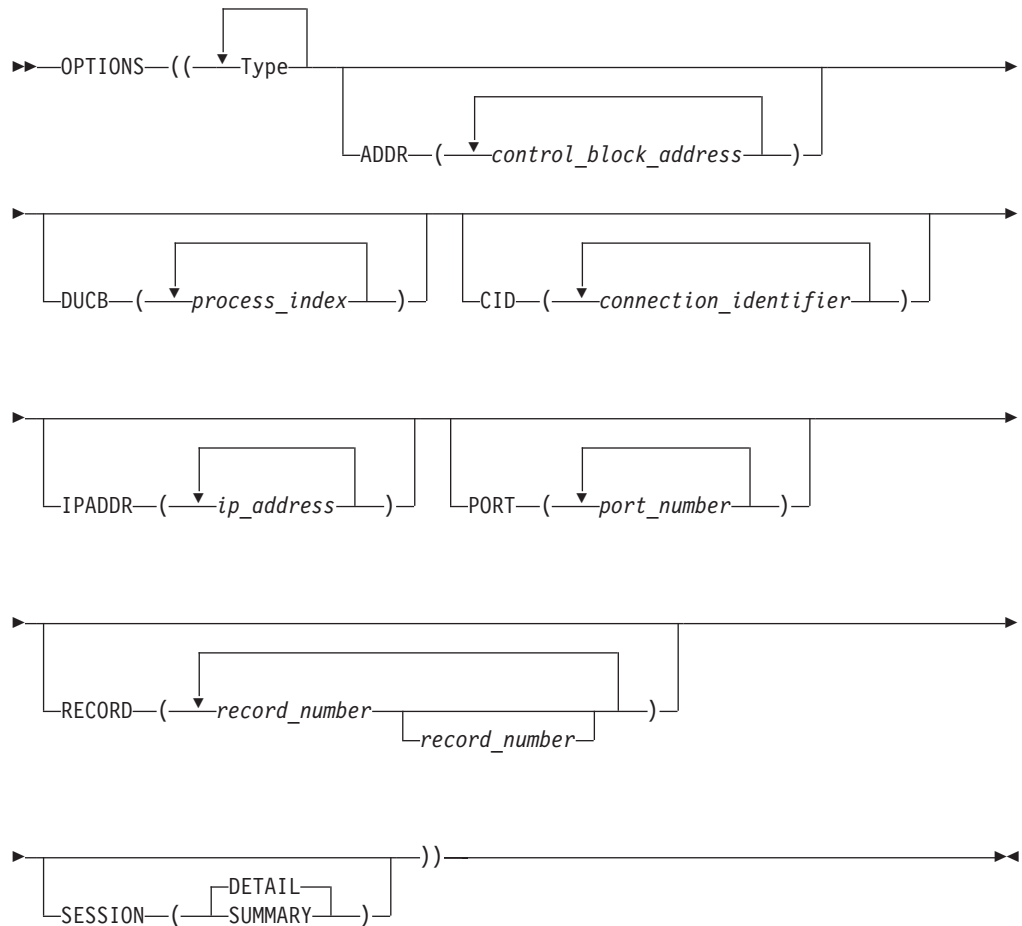 OPTIONS (( Type
ADDR ( control_block_address )
DUCB ( process_index ) CID ( connection_identifier )
IPADDR ( ip_address ) PORT ( port_number )
RECORD ( record_number )
record_number
))
DETAIL
SESSION ( SUMMARY )